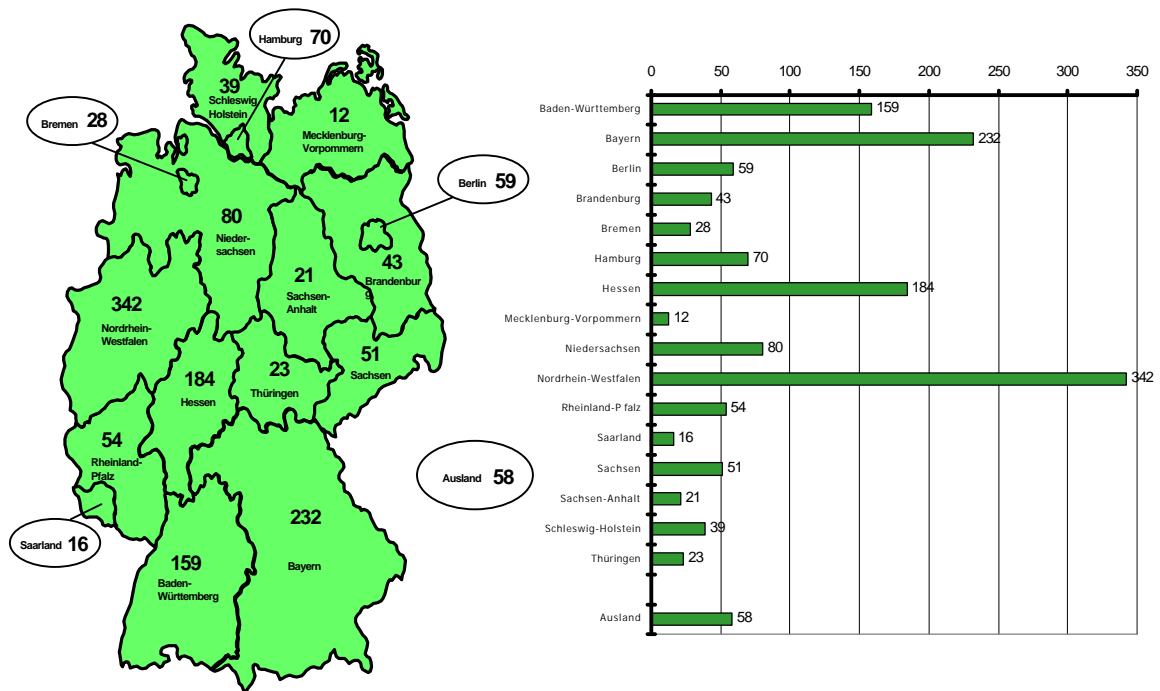 Hamburg 70
39
Schleswig
Holstein
12
Mecklenburg-
Vorpommern
Bremen 28
Berlin 59
80
Nieder-
sachsen
43
Brandenbur
g
21
Sachsen-
Anhalt
342
Nordrhein-
Westfalen
51
Sachsen
23
Thüringen
184
Hessen
54
Rheinland-
Pfalz
Ausland 58
232
Bayern
Saarland 16
159
Baden-
Württemberg
0 50 100 150 200 250 300 350
Baden-Württemberg 159
Bayern 232
Berlin 59
Brandenburg 43
Bremen 28
Hamburg 70
Hessen 184
Mecklenburg-Vorpommern 12
Niedersachsen 80
Nordrhein-Westfalen 342
Rheinland-P falz 54
Saarland 16
Sachsen 51
Sachsen-Anhalt 21
Schleswig-Holstein 39
Thüringen 23
Ausland 58